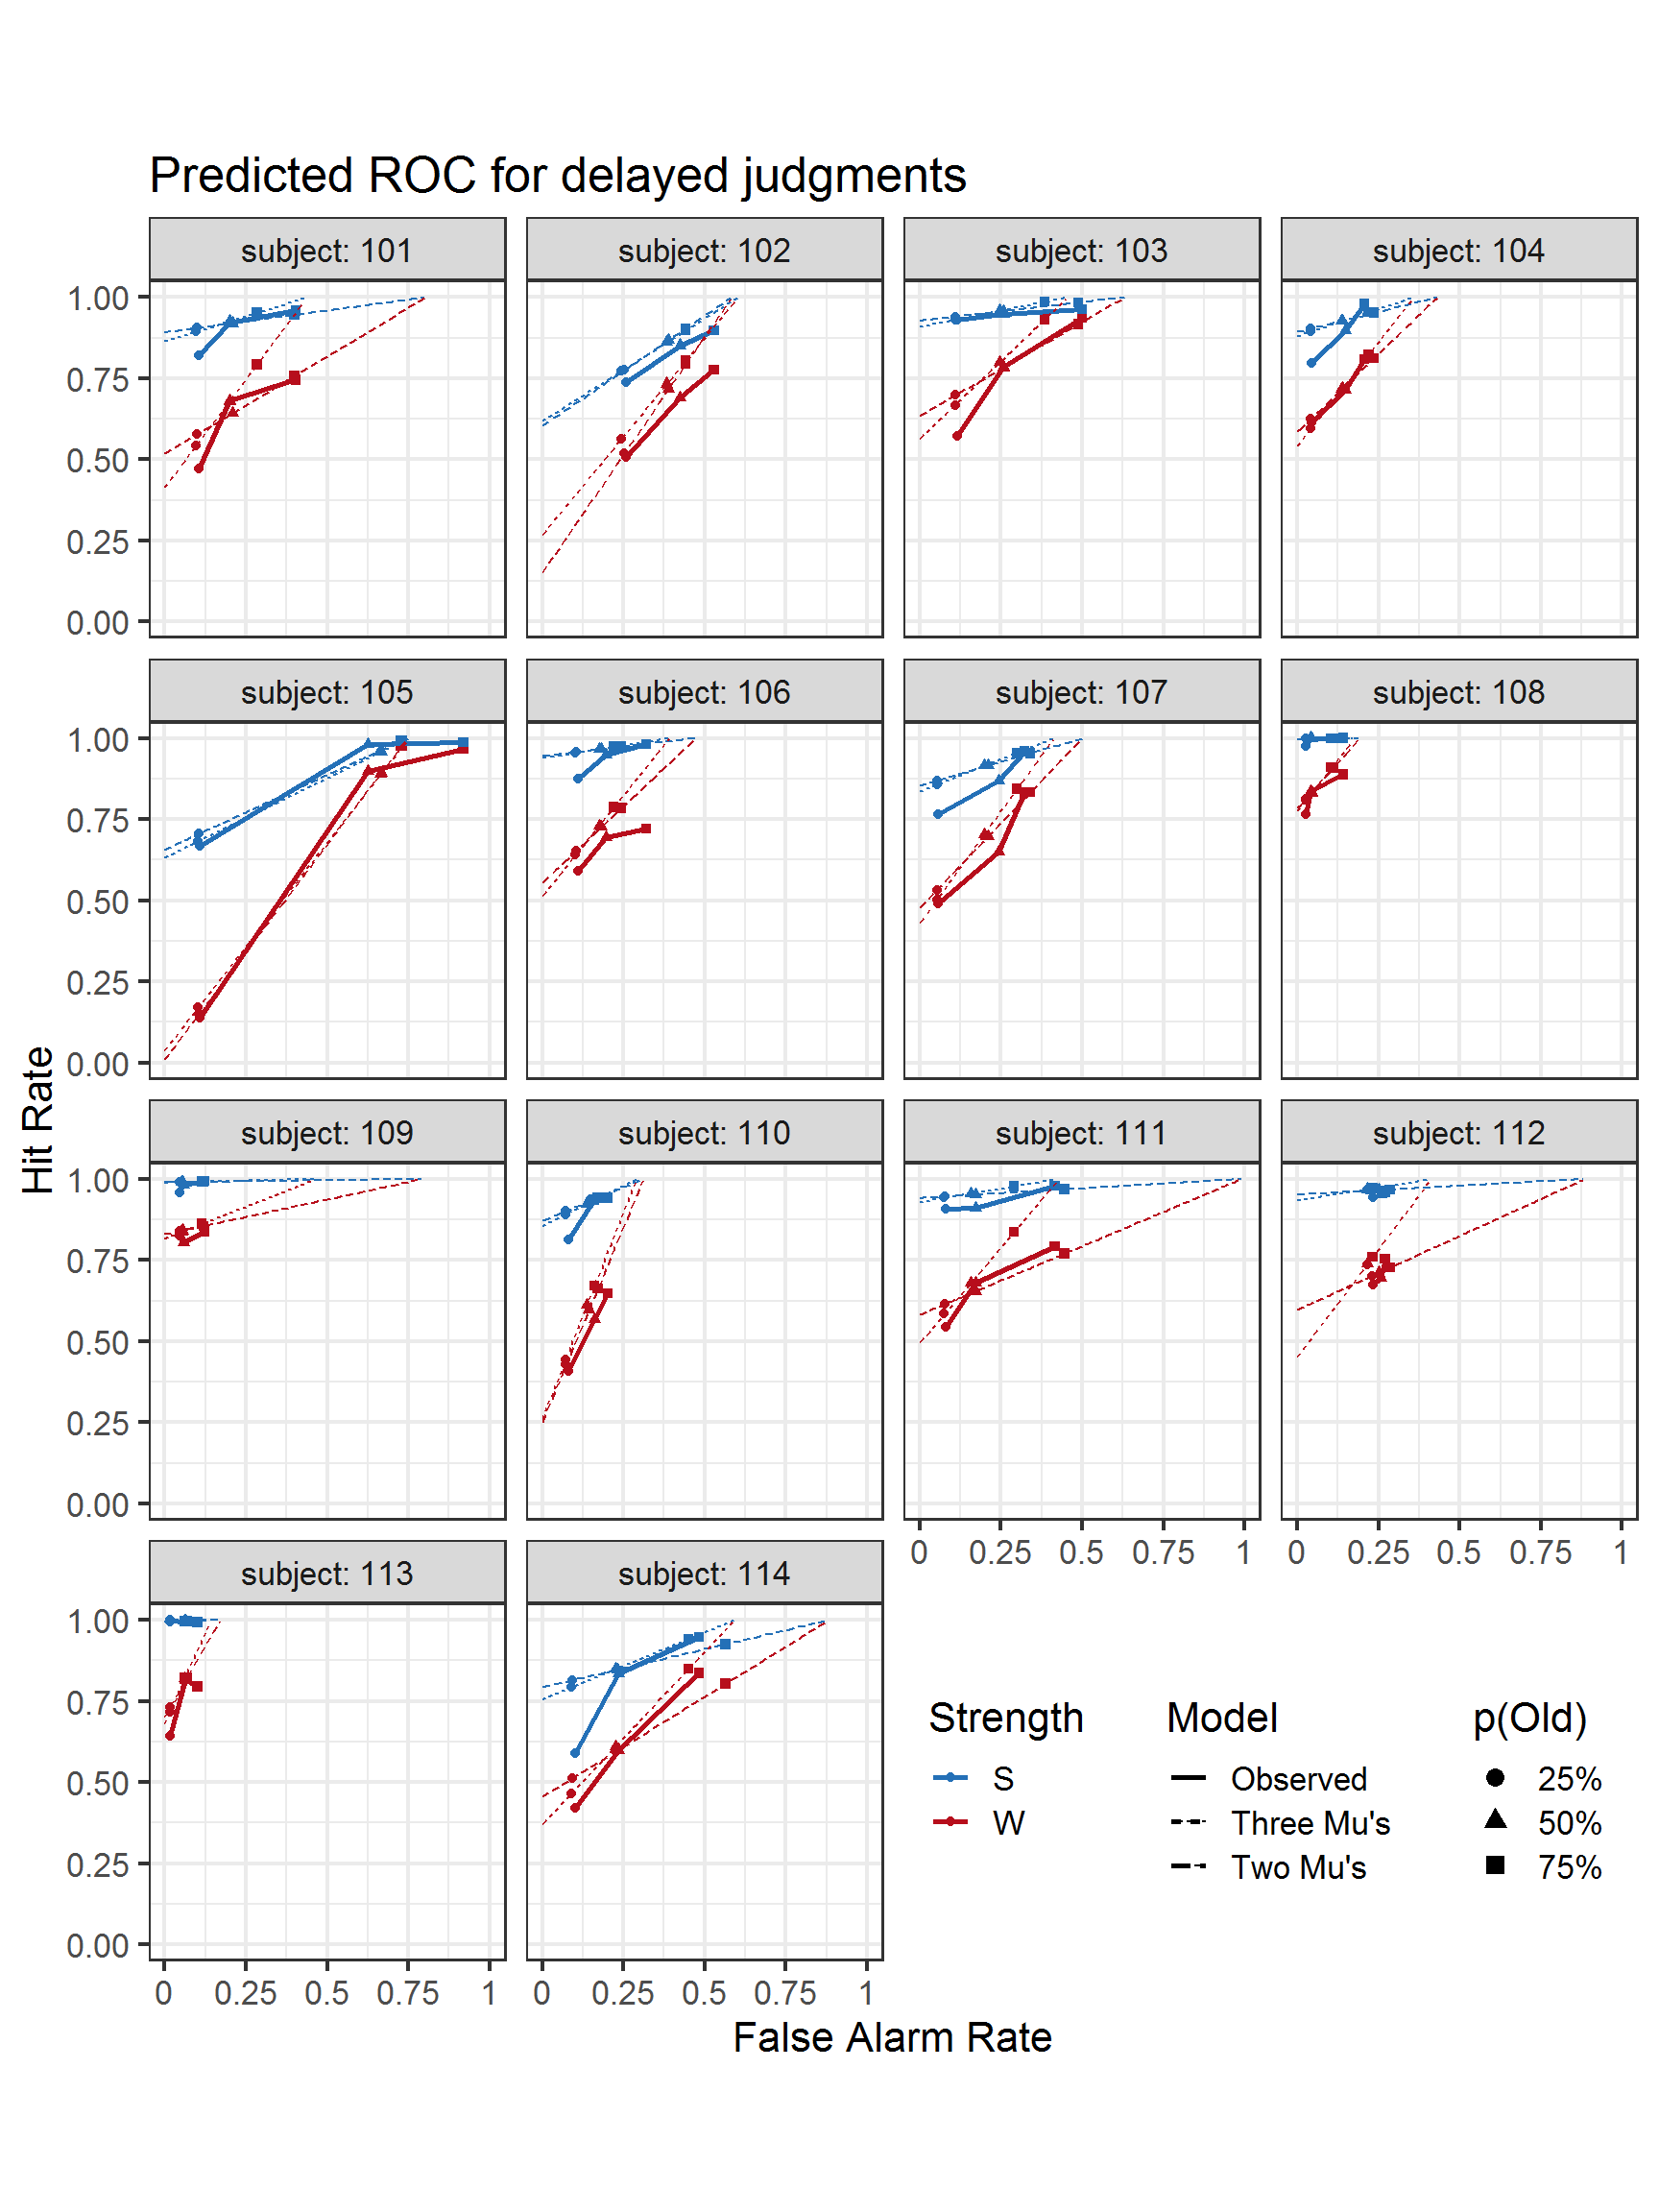 Predicted ROC for delayed judgments
subject: 101
subject: 102
subject: 103
subject: 104
1.00
0.75
0.50
0.25
0.00
subject: 105
subject: 106
subject: 107
subject: 108
1.00
0.75
0.50
0.25
0.00
Hit Rate
subject: 109
subject: 110
subject: 111
subject: 112
1.00
0.75
0.50
0.25
0.00
0 0.25 0.5 0.75 1
0 0.25 0.5 0.75 1
subject: 113
subject: 114
1.00
0.75
0.50
0.25
0.00
0 0.25 0.5 0.75 1
0 0.25 0.5 0.75 1
False Alarm Rate
Strength
S
W
Model
Observed
Three Mu's
Two Mu's
p(Old)
25%
50%
75%